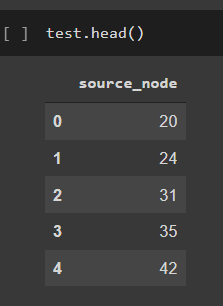 [ ] test.head()
source_node
0 20
1 24
2 31
3 35
4 42